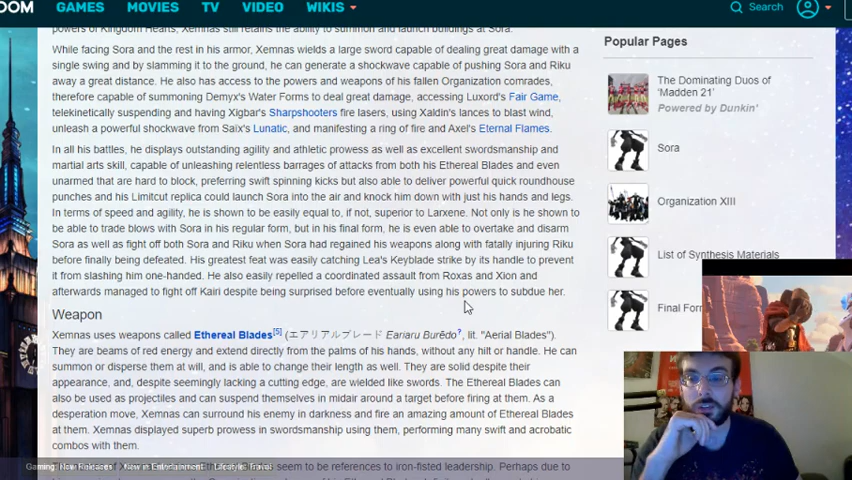 OOM GAMES MOVIES TV VIDEO WIKIS Search
powers of Kingdom Hearts, Xemnas still retains the ability to summon and launch buildings at Sora.
While facing Sora and the rest in his armor, Xemnas wields a large sword capable of dealing great damage with a
single swing and by slamming it to the ground, he can generate a shockwave capable of pushing Sora and Riku
away a great distance. He also has access to the powers and weapons of his fallen Organization comrades,
therefore capable of summoning Demyx's Water Forms to deal great damage, accessing Luxord's Fair Game,
telekinetically suspending and having Xigbar's Sharpshooters fire lasers, using Xaldin's lances to blast wind,
unleash a powerful shockwave from Saïx's Lunatic, and manifesting a ring of fire and Axel's Eternal Flames.
In all his battles, he displays outstanding agility and athletic prowess as well as excellent swordsmanship and
martial arts skill, capable of unleashing relentless barrages of attacks from both his Ethereal Blades and even
unarmed that are hard to block, preferring swift spinning kicks but also able to deliver powerful quick roundhouse
punches and his Limitcut replica could launch Sora into the air and knock him down with just his hands and legs.
In terms of speed and agility, he is shown to be easily equal to, if not, superior to Larxene. Not only is he shown to
be able to trade blows with Sora in his regular form, but in his final form, he is even able to overtake and disarm
Sora as well as fight off both Sora and Riku when Sora had regained his weapons along with fatally injuring Riku
before finally being defeated. His greatest feat was easily catching Lea's Keyblade strike by its handle to prevent
it from slashing him one-handed. He also easily repelled a coordinated assault from Roxas and Xion and
afterwards managed to fight off Kairi despite being surprised before eventually using his powers to subdue her.
Weapon
Xemnas uses weapons called Ethereal Blades[5] (エアリアルブレード Eariaru Burēdo?, lit. "Aerial Blades").
They are beams of red energy and extend directly from the palms of his hands, without any hilt or handle. He can
summon or disperse them at will, and is able to change their length as well. They are solid despite their
appearance, and, despite seemingly lacking a cutting edge, are wielded like swords. The Ethereal Blades can
also be used as projectiles and can suspend themselves in midair around a target before firing at them. As a
desperation move, Xemnas can surround his enemy in darkness and fire an amazing amount of Ethereal Blades
at them. Xemnas displayed superb prowess in swordsmanship using them, performing many swift and acrobatic
combos with them.
seem to be references to iron-fisted leadership. Perhaps due to
Gaming: New Releases New in Entertainment Lifestyle: Travel
Popular Pages
The Dominating Duos of
'Madden 21'
Powered by Dunkin'
Sora
Organization XIII
List of Synthesis Materials
Final Form